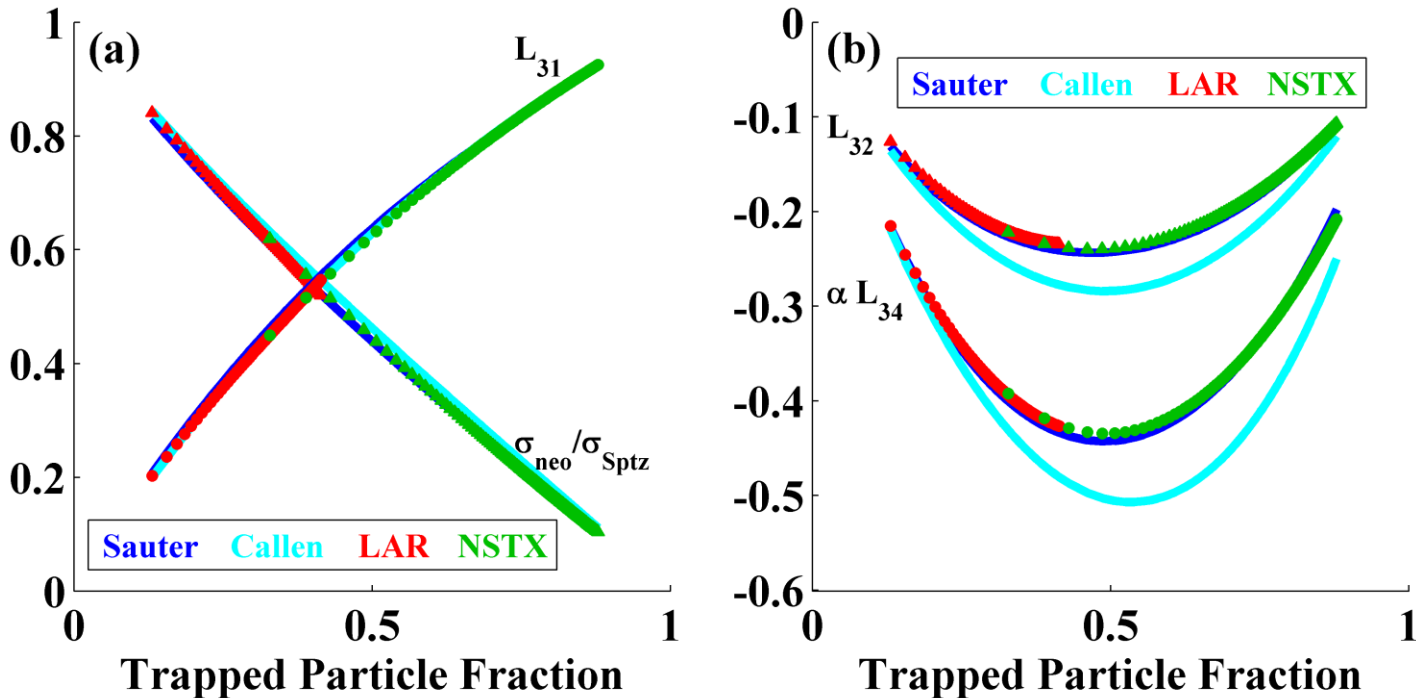 (a)
1
0.8
0.6
0.4
0.2
0
L31
σneo/σSptz
Sauter Callen LAR NSTX
0 0.5 1
Trapped Particle Fraction
(b)
0
-0.1
-0.2
-0.3
-0.4
-0.5
-0.6
Sauter Callen LAR NSTX
L32
α L34
0 0.5 1
Trapped Particle Fraction